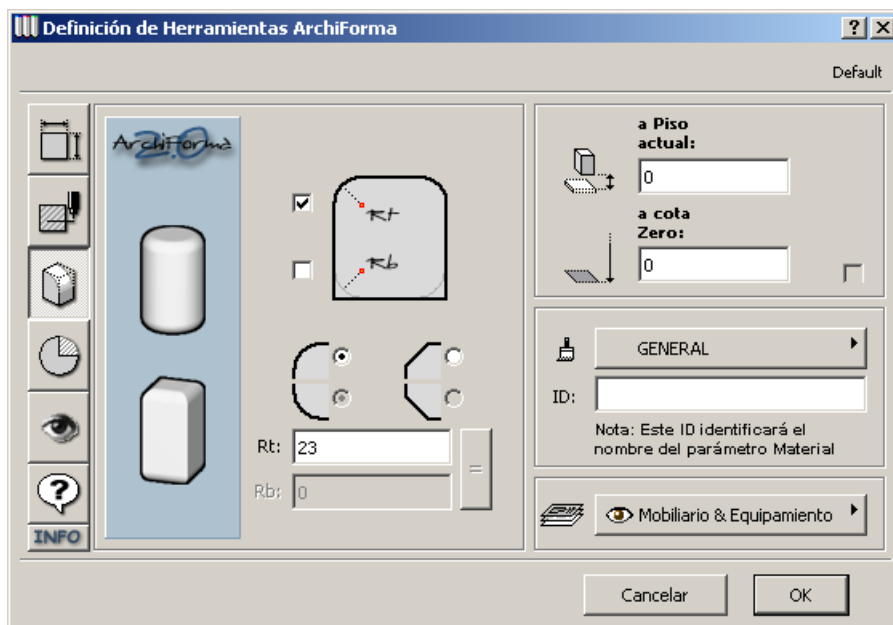 Definición de Herramientas ArchiForma
Default
ArchiForma
2.0
Rt
Rb
Rt: 23
Rb: 0
=
INFO
a Piso
actual:
0
a cota
Zero:
0
GENERAL
ID:
Nota: Este ID identificará el
nombre del parámetro Material
Mobiliario & Equipamiento
Cancelar
OK